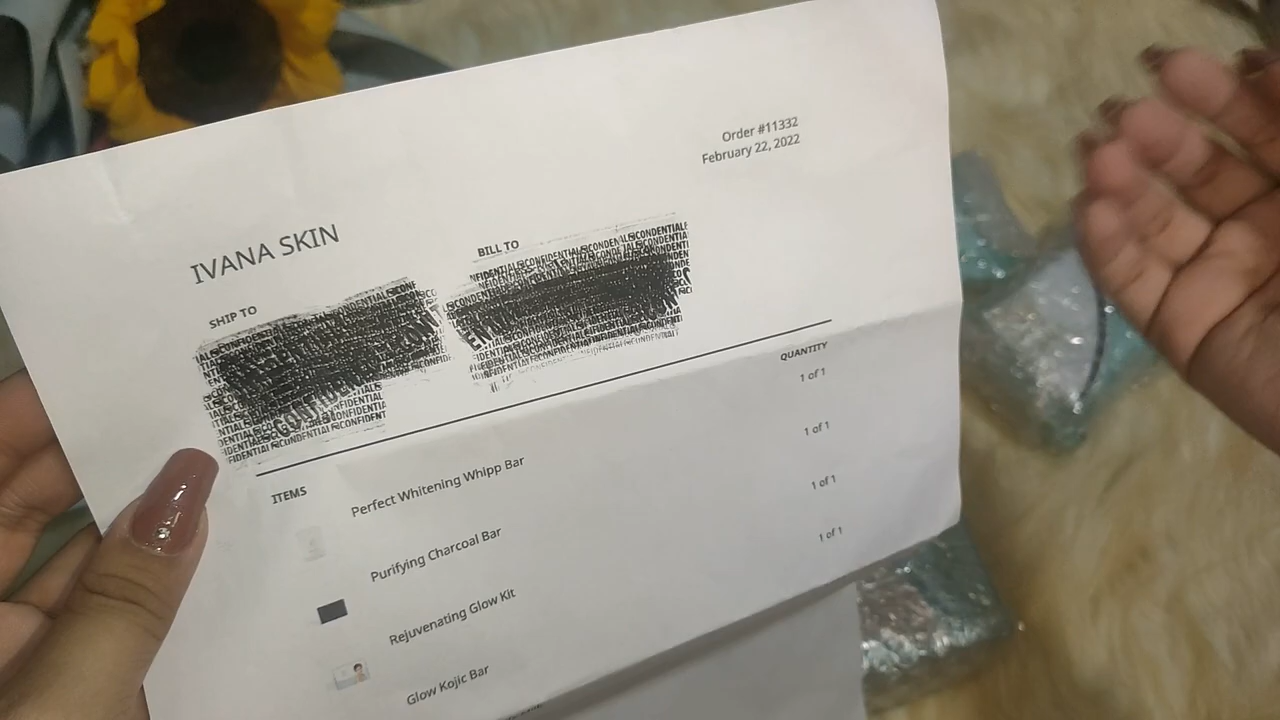 Order #11332
February 22, 2022
IVANA SKIN
SHIP TO
BILL TO
CONFIDENTIAL
ITEMS
QUANTITY
Perfect Whitening Whipp Bar
1 of 1
Purifying Charcoal Bar
1 of 1
Rejuvenating Glow Kit
1 of 1
Glow Kojic Bar
1 of 1